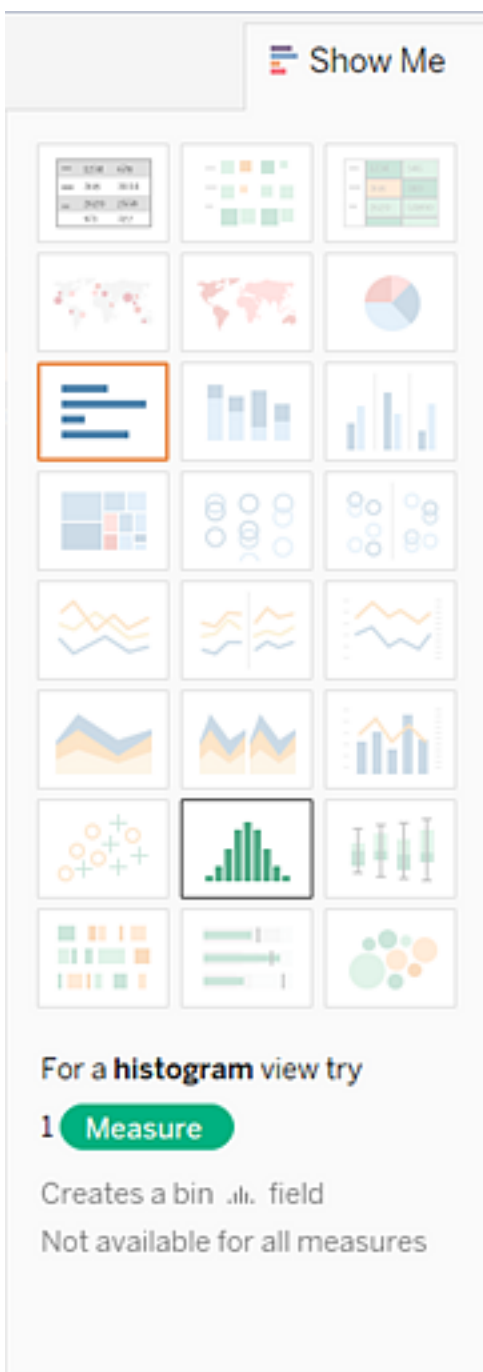 Show Me
For a histogram view try
1 Measure
Creates a bin field
Not available for all measures